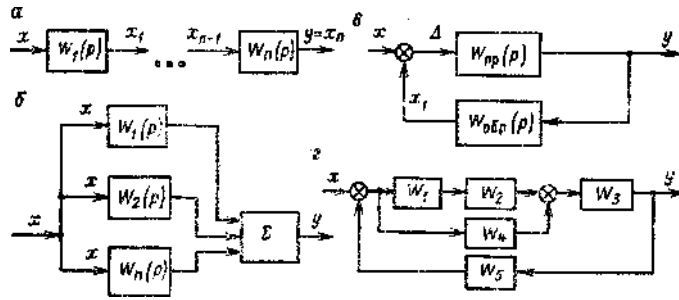 а
x
W₁(p)
x₁
xₙ₋₁
Wₙ(p)
y=xₙ
б
x
x
W₁(p)
x
W₂(p)
x
Wₙ(p)
Σ
y
в
x
Δ
Wпр(p)
y
x₁
Wобр(p)
г
x
W₁
W₂
W₃
y
W₄
W₅